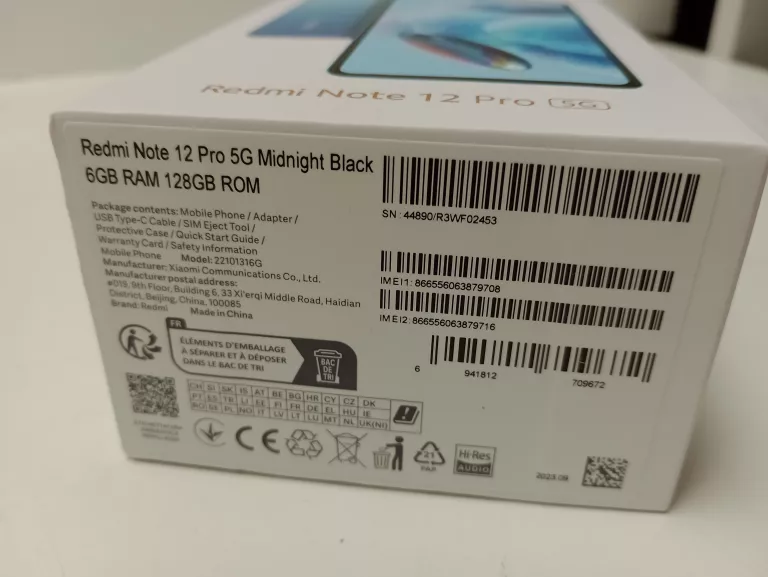 Redmi Note 12 Pro 5G
Redmi Note 12 Pro 5G Midnight Black
6GB RAM 128GB ROM
Package contents: Mobile Phone / Adapter /
USB Type-C Cable / SIM Eject Tool /
Protective Case / Quick Start Guide /
Warranty Card / Safety Information
Mobile Phone Model: 22101316G
Manufacturer: Xiaomi Communications Co., Ltd.
Manufacturer postal address:
#019, 9th Floor, Building 6, 33 Xi'erqi Middle Road, Haidian
District, Beijing, China, 100085
Brand: Redmi Made in China
SN : 44890/R3WF02453
IMEI1: 866556063879708
IMEI2: 866556063879716
6 941812 709672
FR
ÉLÉMENTS D'EMBALLAGE
À SÉPARER ET À DÉPOSER
DANS LE BAC DE TRI
BAC
DE
TRI
CH SI SK IS AT BE BG HR CY CZ DK
PT ES TR LI EE FI FR DE EL HU IE
RO SE PL NO IT LV LT LU MT NL UK(NI)
CE
21
PAP
Hi-Res
AUDIO
2023.08